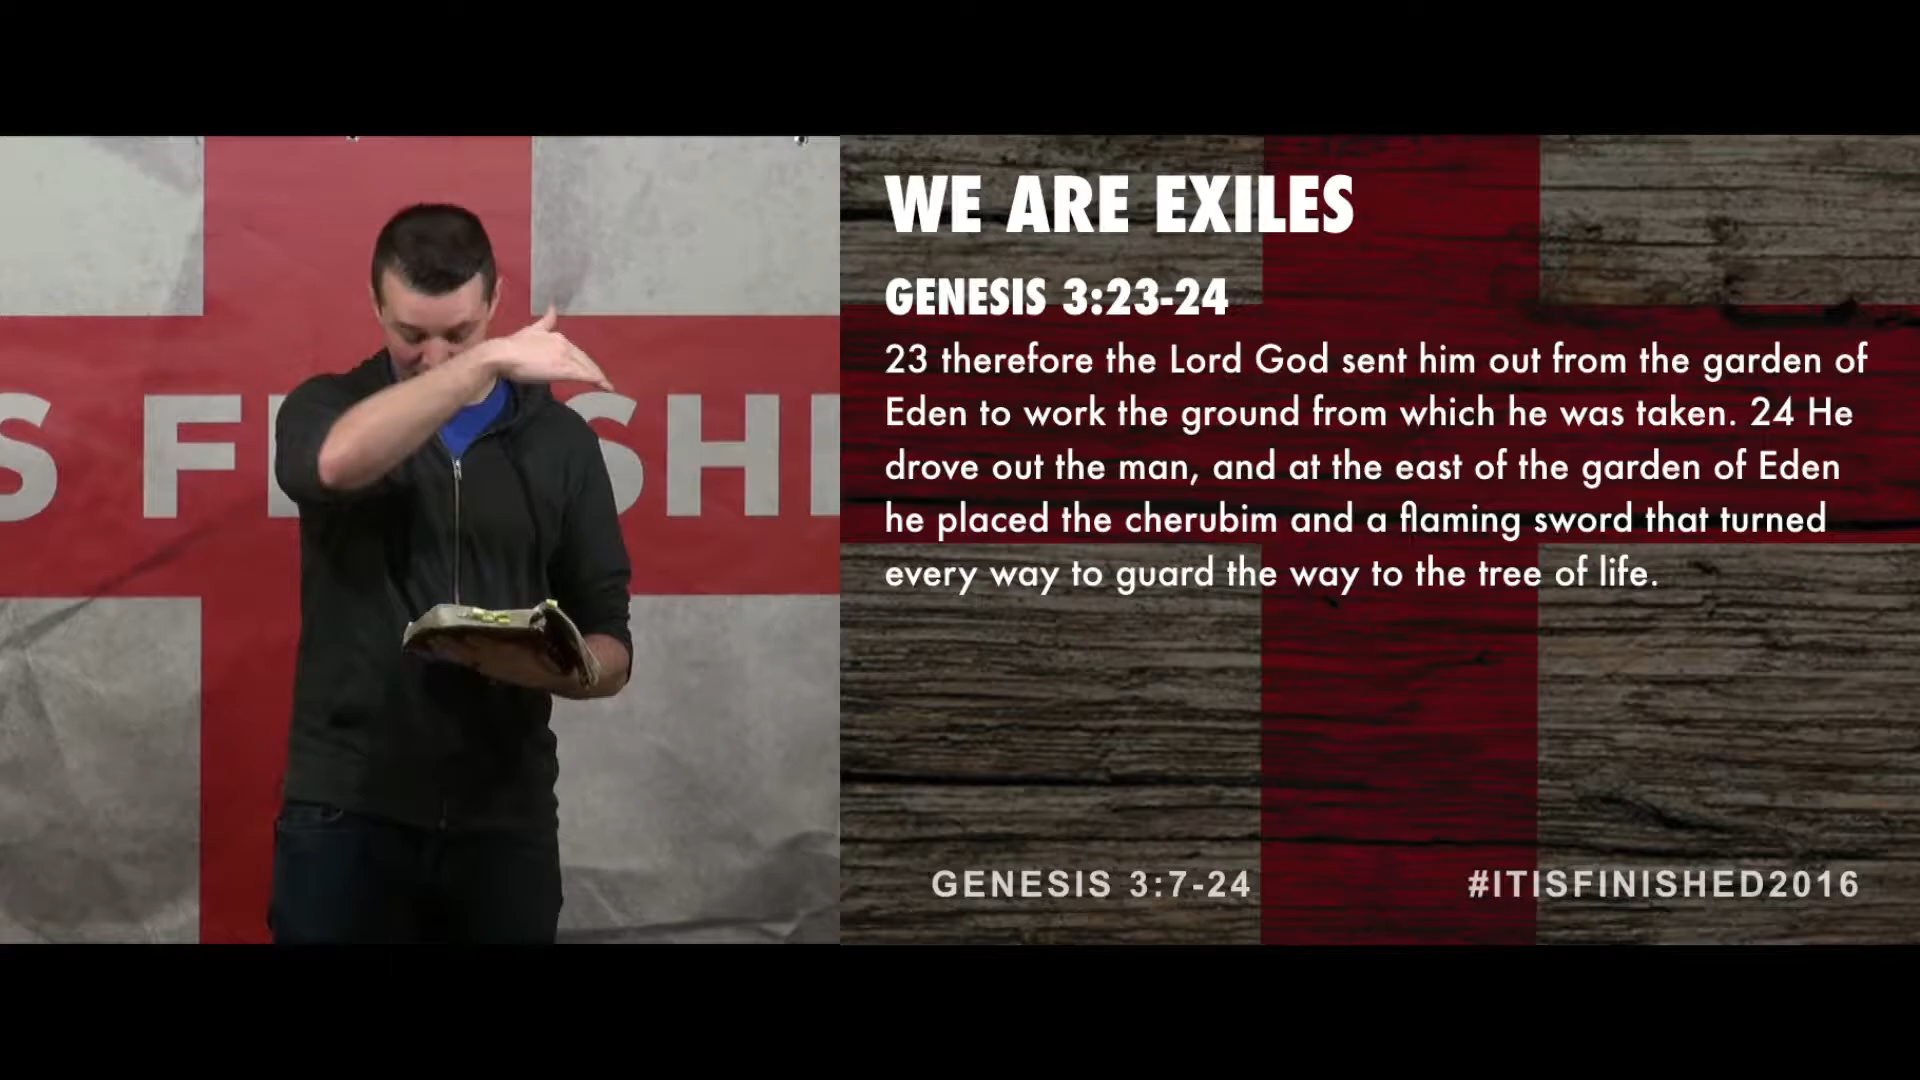 S F SHI
WE ARE EXILES
GENESIS 3:23-24
23 therefore the Lord God sent him out from the garden of
Eden to work the ground from which he was taken. 24 He
drove out the man, and at the east of the garden of Eden
he placed the cherubim and a flaming sword that turned
every way to guard the way to the tree of life.
GENESIS 3:7-24
#ITISFINISHED2016